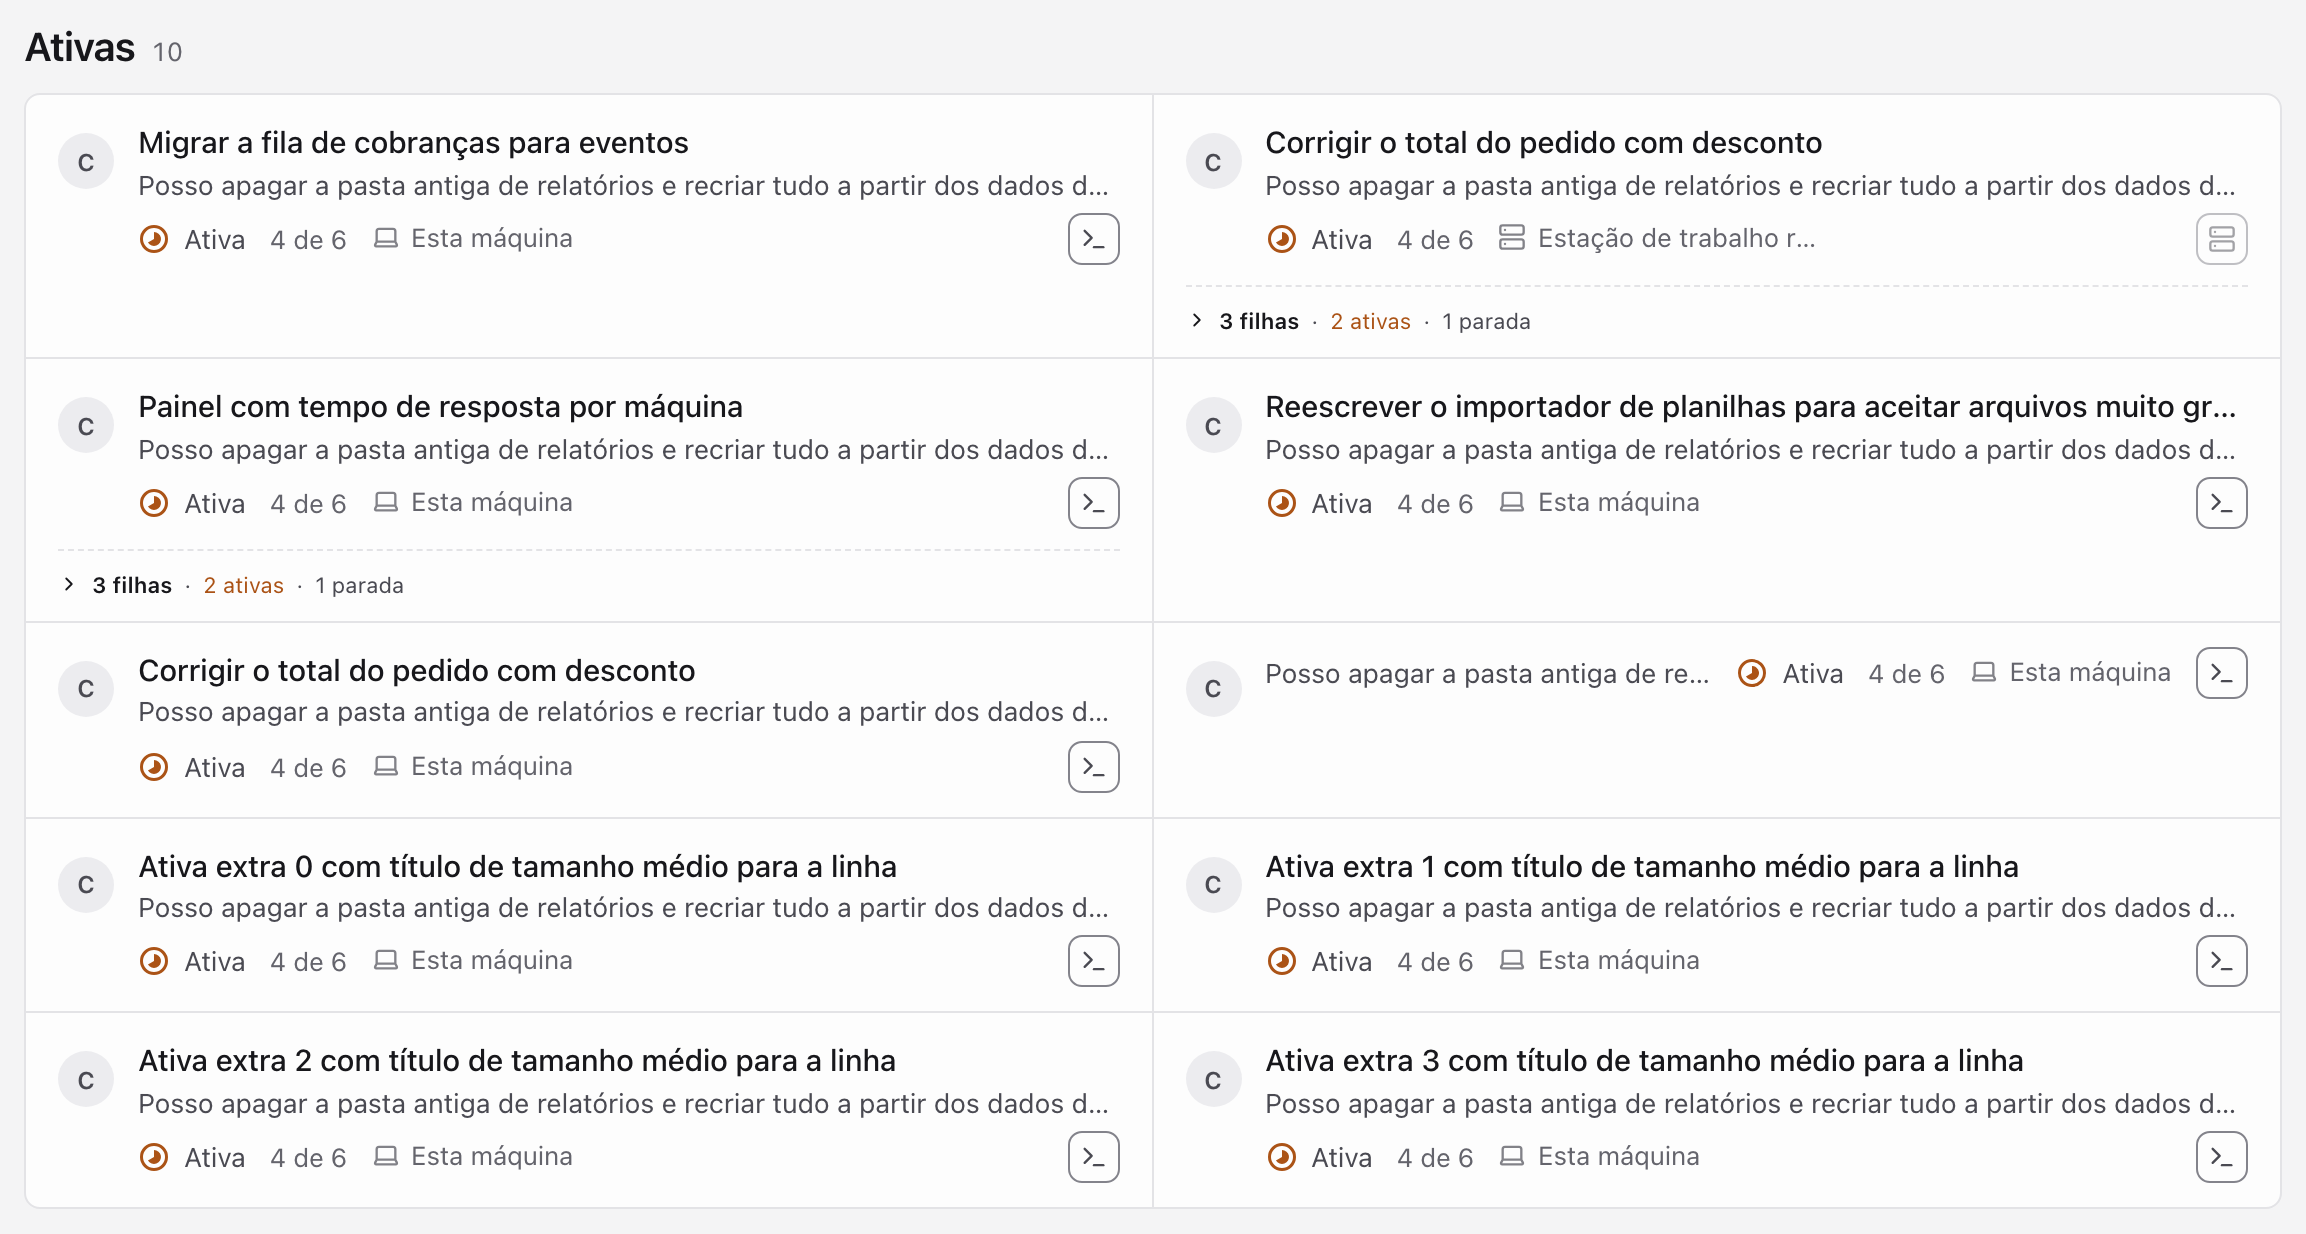 Ativas 10
C
Migrar a fila de cobranças para eventos
Posso apagar a pasta antiga de relatórios e recriar tudo a partir dos dados d...
Ativa 4 de 6 Esta máquina
C
Corrigir o total do pedido com desconto
Posso apagar a pasta antiga de relatórios e recriar tudo a partir dos dados d...
Ativa 4 de 6 Estação de trabalho r...
3 filhas · 2 ativas · 1 parada
C
Painel com tempo de resposta por máquina
Posso apagar a pasta antiga de relatórios e recriar tudo a partir dos dados d...
Ativa 4 de 6 Esta máquina
3 filhas · 2 ativas · 1 parada
C
Reescrever o importador de planilhas para aceitar arquivos muito gr...
Posso apagar a pasta antiga de relatórios e recriar tudo a partir dos dados d...
Ativa 4 de 6 Esta máquina
C
Corrigir o total do pedido com desconto
Posso apagar a pasta antiga de relatórios e recriar tudo a partir dos dados d...
Ativa 4 de 6 Esta máquina
C
Posso apagar a pasta antiga de re... Ativa 4 de 6 Esta máquina
C
Ativa extra 0 com título de tamanho médio para a linha
Posso apagar a pasta antiga de relatórios e recriar tudo a partir dos dados d...
Ativa 4 de 6 Esta máquina
C
Ativa extra 1 com título de tamanho médio para a linha
Posso apagar a pasta antiga de relatórios e recriar tudo a partir dos dados d...
Ativa 4 de 6 Esta máquina
C
Ativa extra 2 com título de tamanho médio para a linha
Posso apagar a pasta antiga de relatórios e recriar tudo a partir dos dados d...
Ativa 4 de 6 Esta máquina
C
Ativa extra 3 com título de tamanho médio para a linha
Posso apagar a pasta antiga de relatórios e recriar tudo a partir dos dados d...
Ativa 4 de 6 Esta máquina